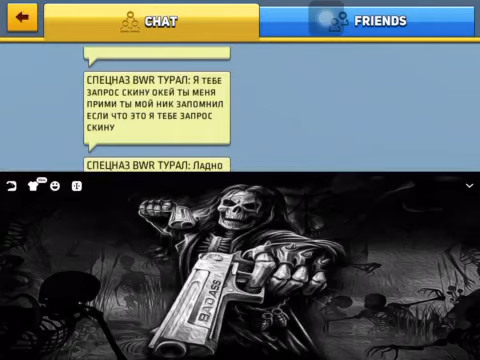 CHAT
FRIENDS
СПЕЦНАЗ BWR ТУРАЛ: Я ТЕБЕ
ЗАПРОС СКИНУ ОКЕЙ ТЫ МЕНЯ
ПРИМИ ТЫ МОЙ НИК ЗАПОМНИЛ
ЕСЛИ ЧТО ЭТО Я ТЕБЕ ЗАПРОС
СКИНУ
СПЕЦНАЗ BWR ТУРАЛ: ЛАДНО
BADASS